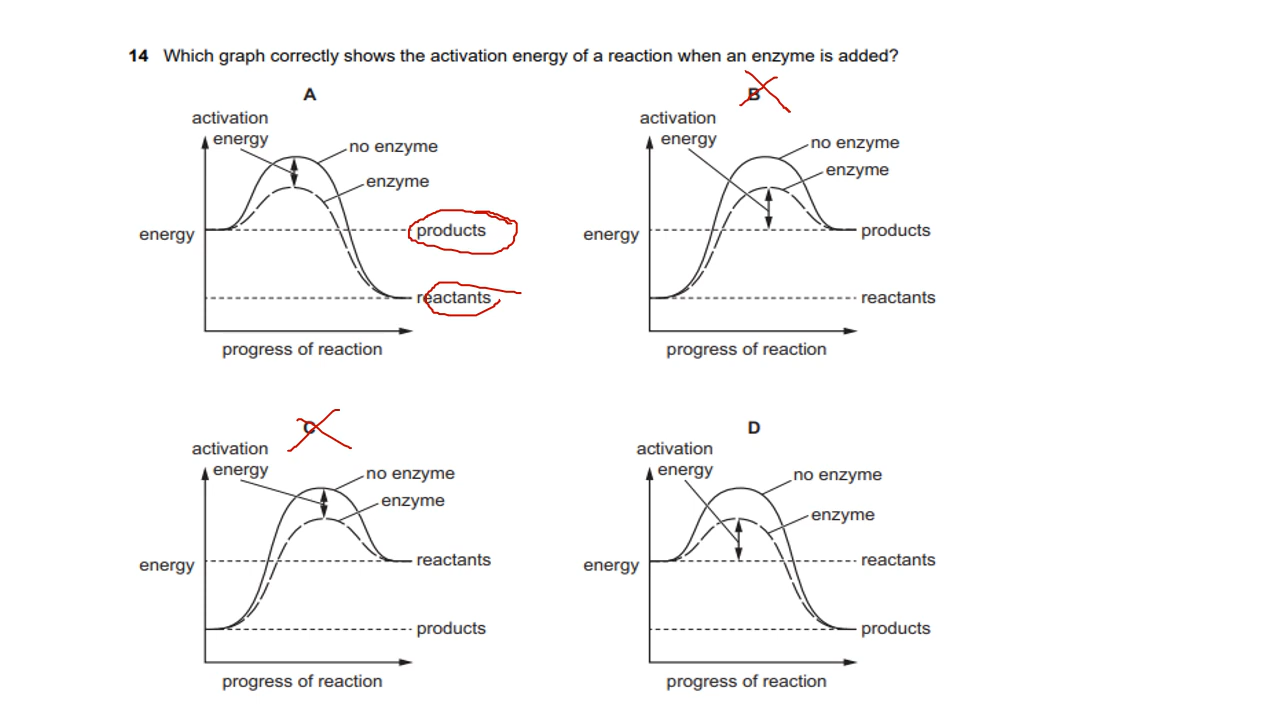 14 Which graph correctly shows the activation energy of a reaction when an enzyme is added?
A
activation
energy
no enzyme
enzyme
products
energy
reactants
progress of reaction
B
activation
energy
no enzyme
enzyme
products
energy
reactants
progress of reaction
C
activation
energy
no enzyme
enzyme
reactants
energy
products
progress of reaction
D
activation
energy
no enzyme
enzyme
reactants
energy
products
progress of reaction